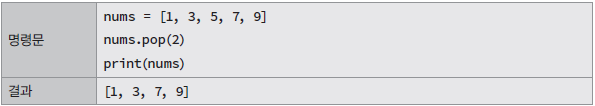 nums = [1, 3, 5, 7, 9]
명령문
nums.pop(2)
print(nums)
결과
[1, 3, 7, 9]